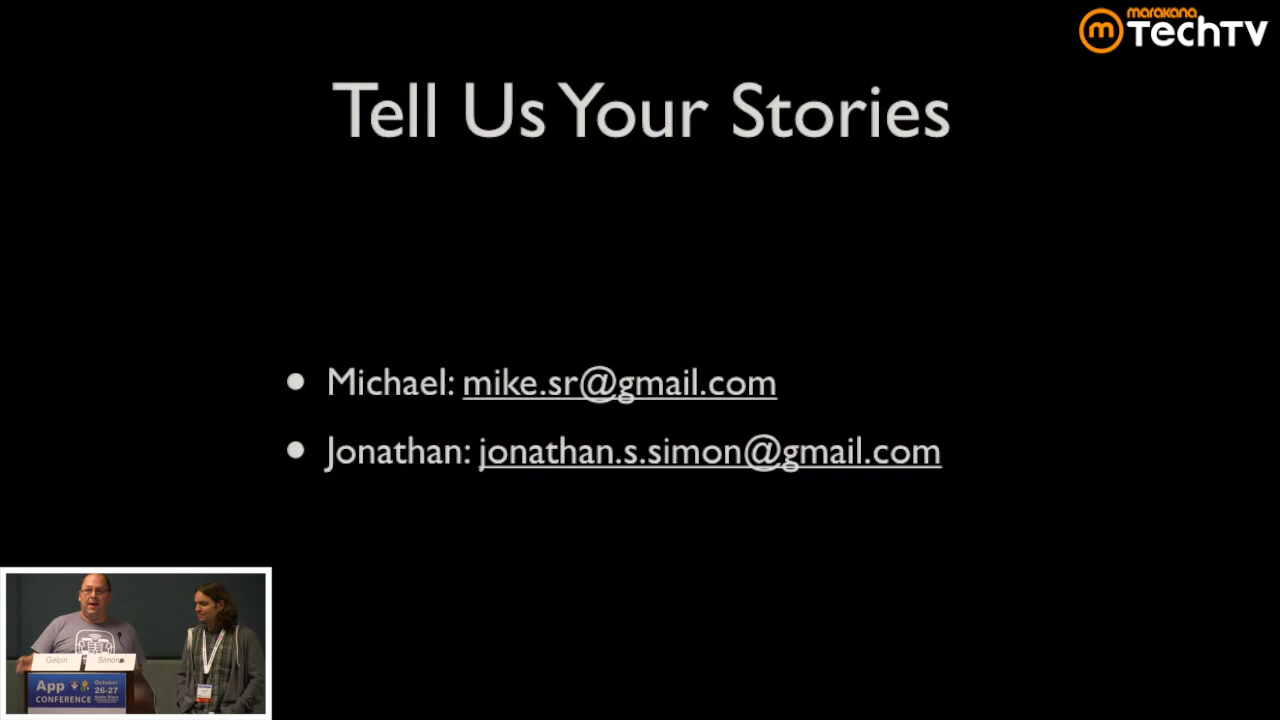 marakana
m TechTV
Tell Us Your Stories
• Michael: mike.sr@gmail.com
• Jonathan: jonathan.s.simon@gmail.com
Galpin
Simon
App
CONFERENCE
October
26-27